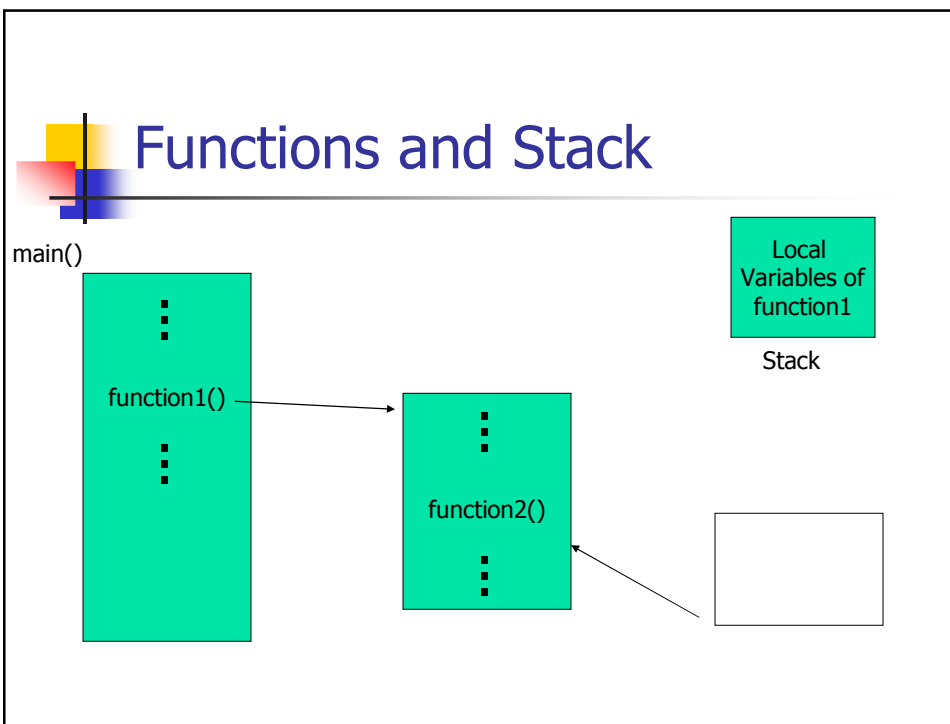 Functions and Stack
main()
Local
Variables of
function1
Stack
function1()
function2()